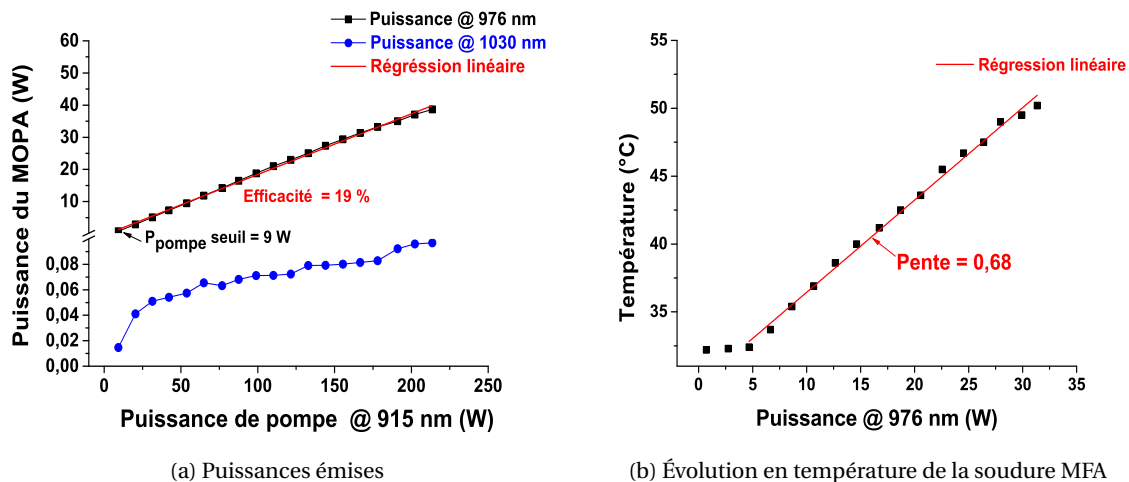 Puissance @ 976 nm
Puissance @ 1030 nm
Régréssion linéaire
60
50
40
30
20
10
0,08
0,06
0,04
0,02
0,00
Puissance du MOPA (W)
Efficacité = 19 %
Ppompe seuil = 9 W
0 50 100 150 200 250
Puissance de pompe @ 915 nm (W)
(a) Puissances émises
55
50
45
40
35
Température (°C)
Régression linéaire
Pente = 0,68
0 5 10 15 20 25 30 35
Puissance @ 976 nm (W)
(b) Évolution en température de la soudure MFA